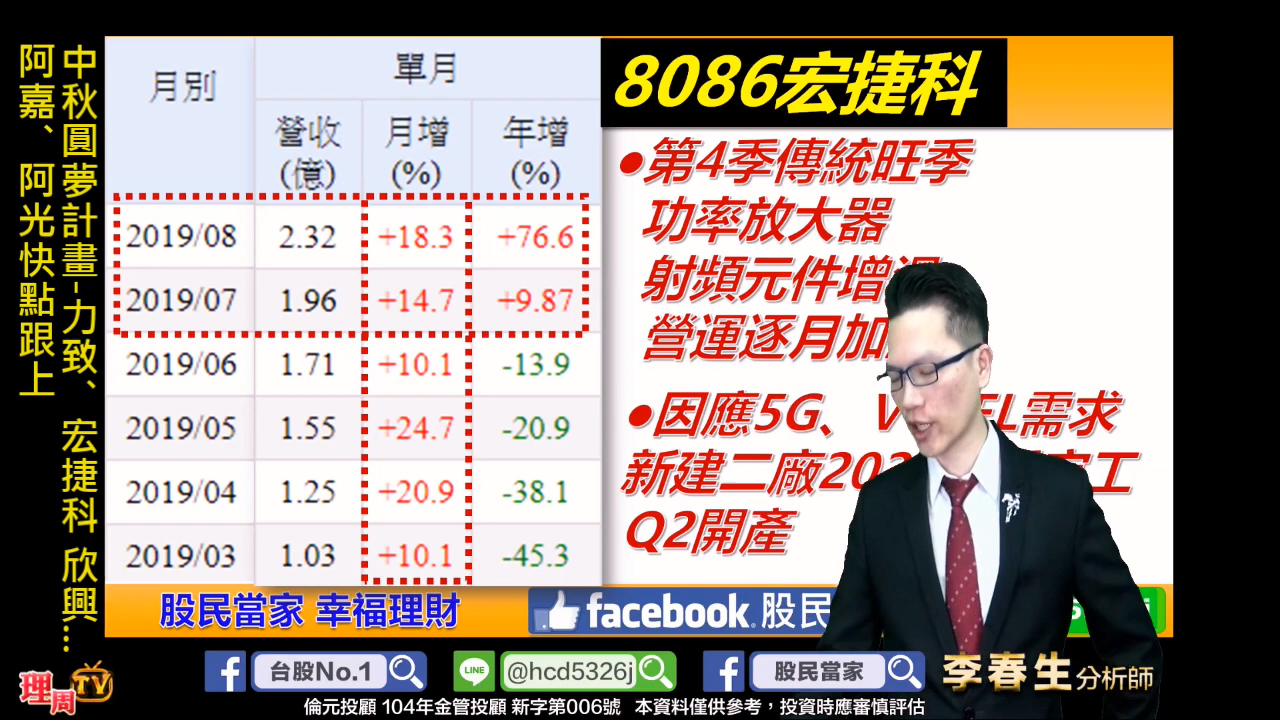 中秋圓夢計畫-力致、宏捷科 欣興...
阿嘉、阿光快點跟上
月別 單月
營收(億) 月增(%) 年增(%)
2019/08 2.32 +18.3 +76.6
2019/07 1.96 +14.7 +9.87
2019/06 1.71 +10.1 -13.9
2019/05 1.55 +24.7 -20.9
2019/04 1.25 +20.9 -38.1
2019/03 1.03 +10.1 -45.3
8086宏捷科
●第4季傳統旺季
功率放大器
射頻元件增
營運逐月加
●因應5G、V EL需求
新建二廠202 工
Q2開產
股民當家 幸福理財
facebook 股民
理周TV
台股No.1
LINE @hcd5326j
股民當家
李春生分析師
倫元投顧 104年金管投顧 新字第006號 本資料僅供參考，投資時應審慎評估